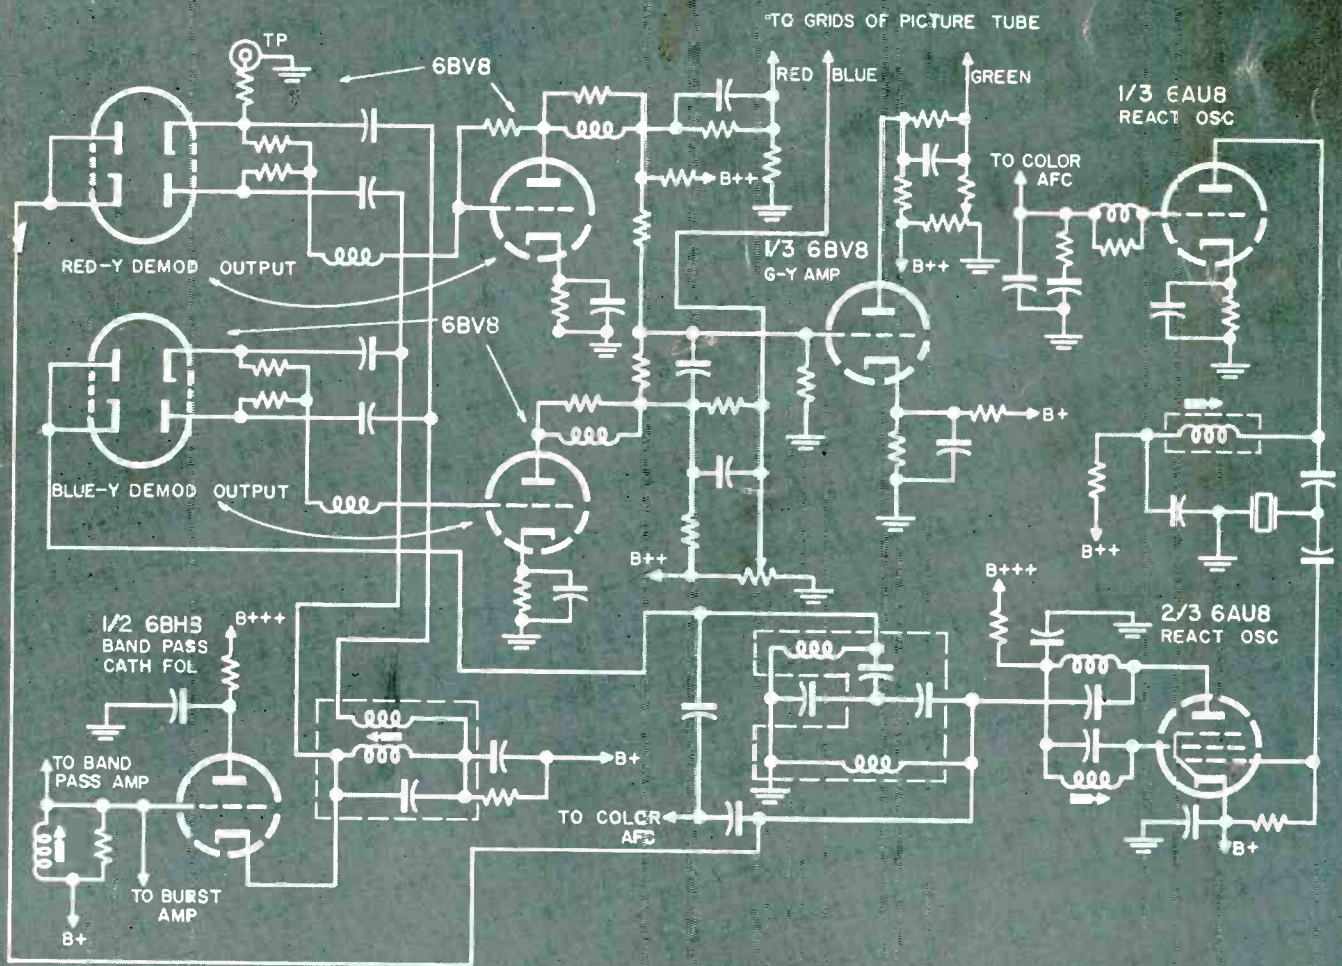 "TO GRIDS OF PICTURE TUBE
TP
6BV8
RED
BLUE
GREEN
1/3 6AU8
REACT OSC
B++
TO COLOR
AFC
RED-Y DEMOD OUTPUT
1/3 6BV8
G-Y AMP
B++
6BV8
B+
BLUE-Y DEMOD OUTPUT
B++
B++
B+++
1/2 6BH8
BAND PASS
CATH FOL
B+++
2/3 6AU8
REACT OSC
TO BAND
PASS AMP
B+
TO COLOR
AFC
B+
TO BURST
AMP
B+